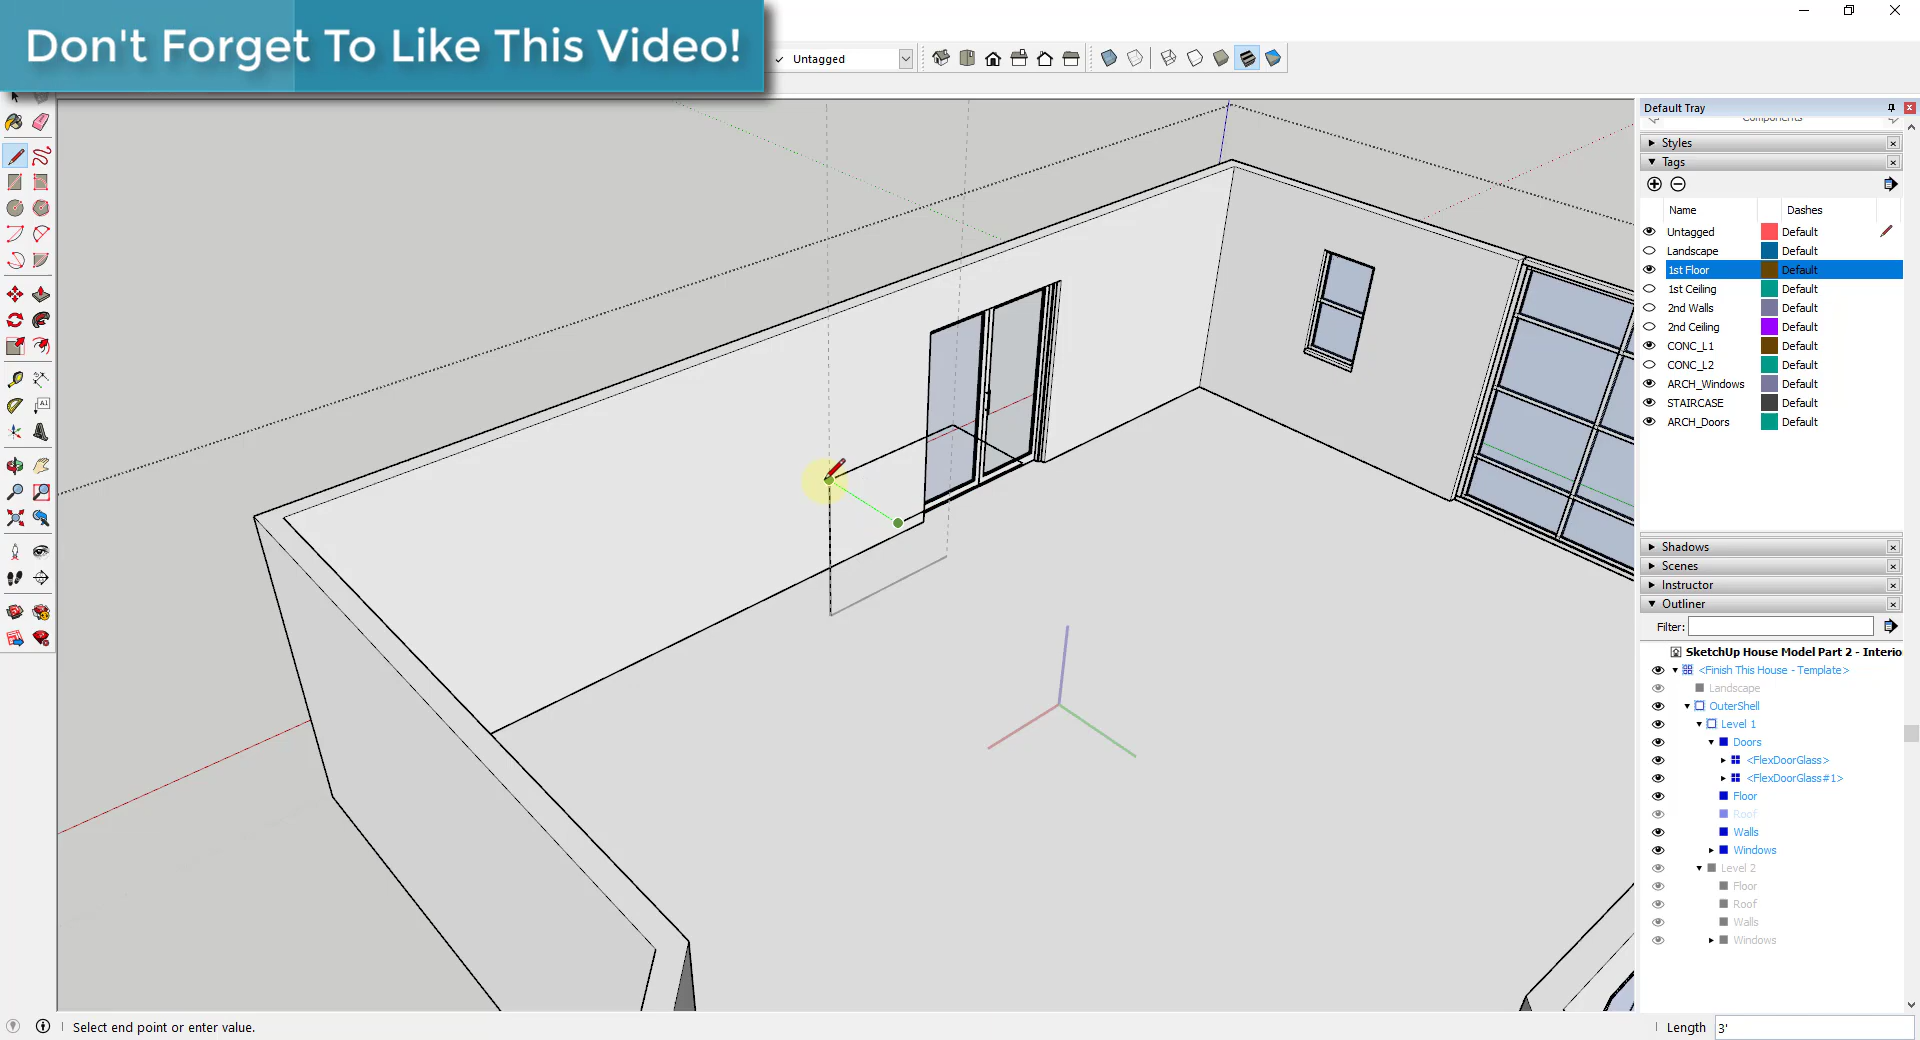 Don't Forget To Like This Video!
Untagged
Default Tray
Components
Styles
Tags
Name Dashes
Untagged Default
Landscape Default
1st Floor Default
1st Ceiling Default
2nd Walls Default
2nd Ceiling Default
CONC_L1 Default
CONC_L2 Default
ARCH_Windows Default
STAIRCASE Default
ARCH_Doors Default
Shadows
Scenes
Instructor
Outliner
Filter:
SketchUp House Model Part 2 - Interio
<Finish This House - Template>
Landscape
OuterShell
Level 1
Doors
<FlexDoorGlass>
<FlexDoorGlass#1>
Floor
Roof
Walls
Windows
Level 2
Floor
Roof
Walls
Windows
Select end point or enter value.
Length 3'